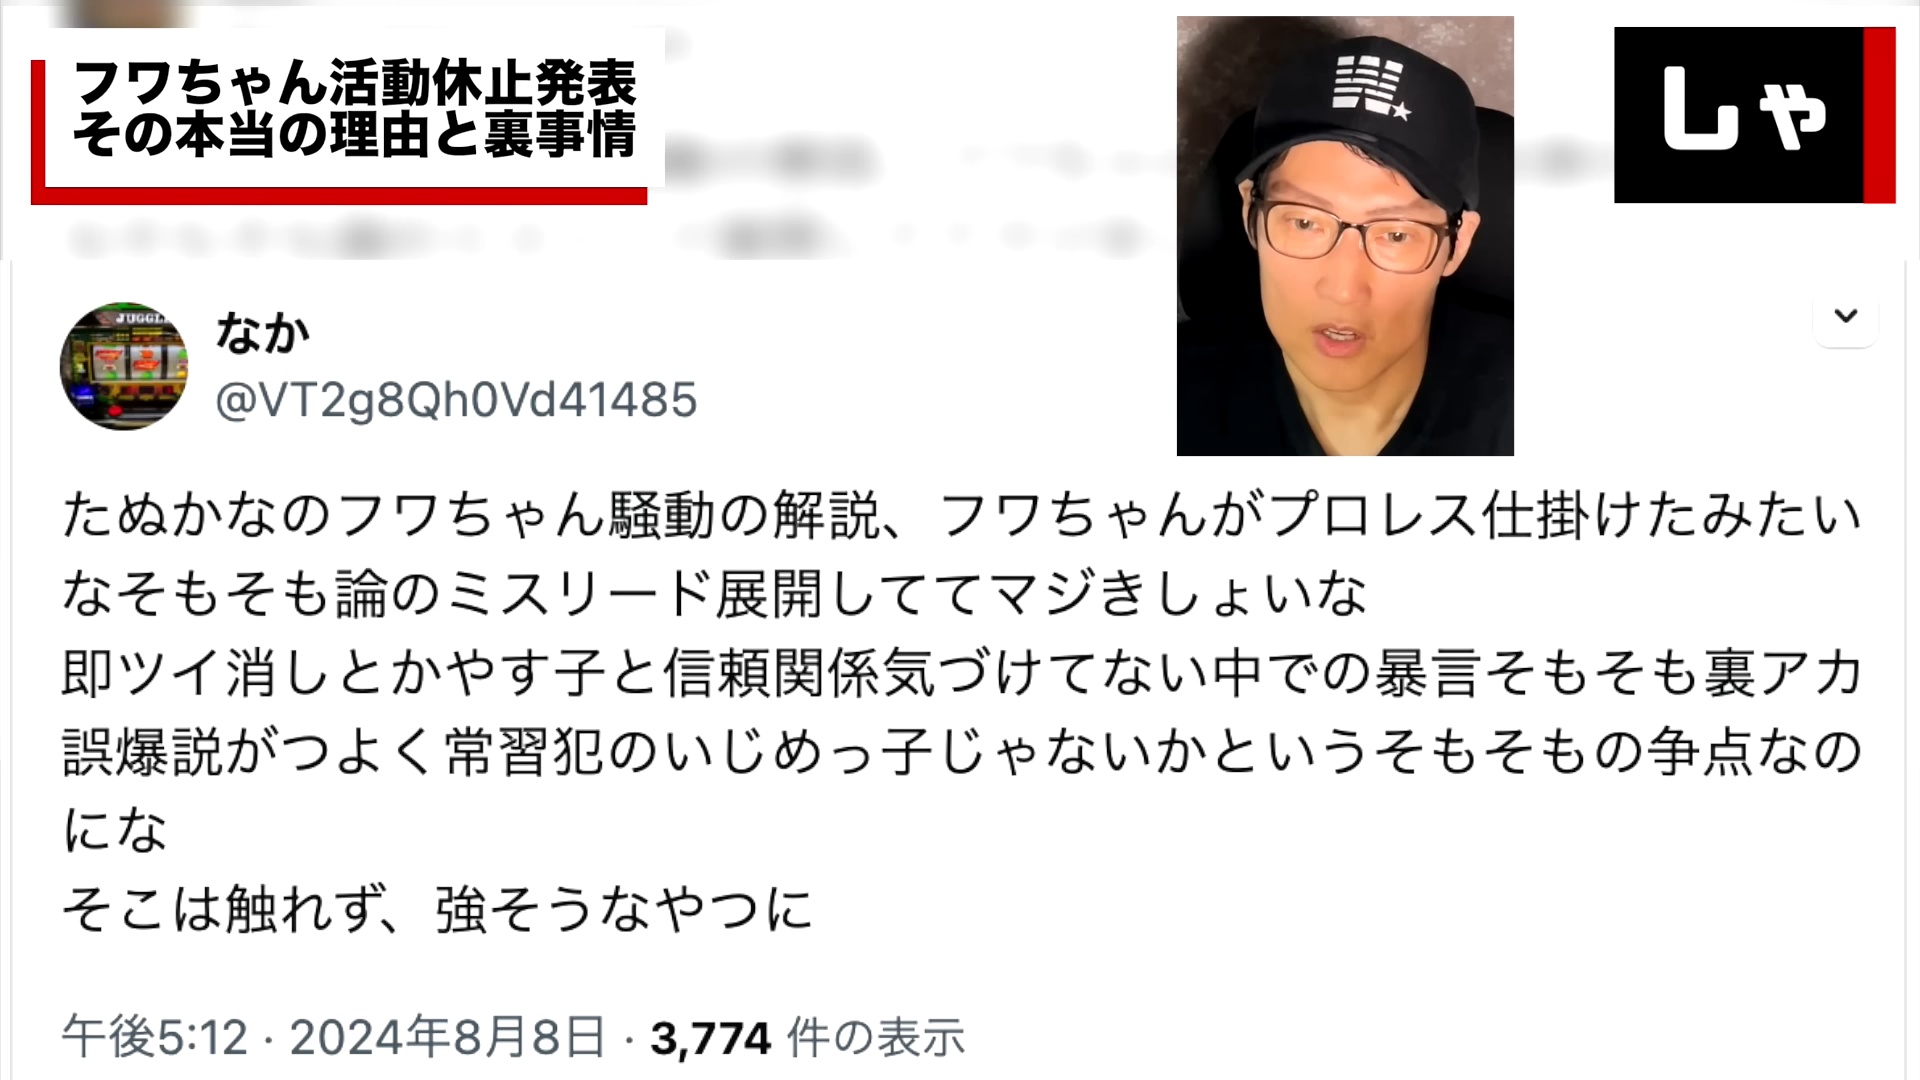 フワちゃん活動休止発表
その本当の理由と裏事情
しゃ
JUGGL
なか
@VT2g8Qh0Vd41485
たぬかなのフワちゃん騒動の解説、フワちゃんがプロレス仕掛けたみたい
なそもそも論のミスリード展開しててマジきしょいな
即ツイ消しとかやす子と信頼関係気づけてない中での暴言そもそも裏アカ
誤爆説がつよく常習犯のいじめっ子じゃないかというそもそもの争点なの
にな
そこは触れず、強そうなやつに
午後5:12 · 2024年8月8日 · 3,774 件の表示